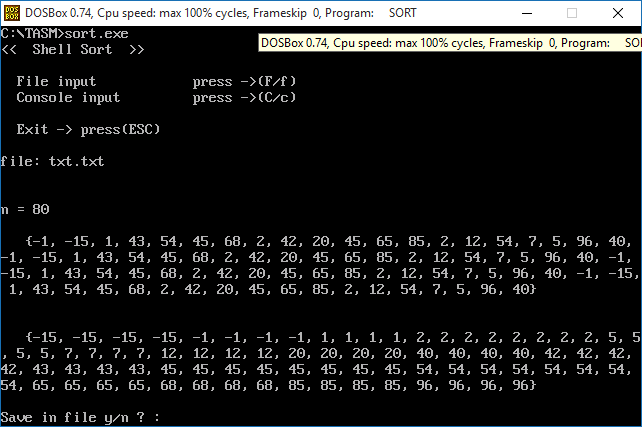 DOS BOX
DOSBox 0.74, Cpu speed: max 100% cycles, Frameskip 0, Program: SORT
C:\TASM>sort.exe
DOSBox 0.74, Cpu speed: max 100% cycles, Frameskip 0, Program: SO
<< Shell Sort >>
File input press ->(F/f)
Console input press ->(C/c)
Exit -> press(ESC)
file: txt.txt
n = 80
{-1, -15, 1, 43, 54, 45, 68, 2, 42, 20, 45, 65, 85, 2, 12, 54, 7, 5, 96, 40,
-1, -15, 1, 43, 54, 45, 68, 2, 42, 20, 45, 65, 85, 2, 12, 54, 7, 5, 96, 40, -1,
-15, 1, 43, 54, 45, 68, 2, 42, 20, 45, 65, 85, 2, 12, 54, 7, 5, 96, 40, -1, -15,
1, 43, 54, 45, 68, 2, 42, 20, 45, 65, 85, 2, 12, 54, 7, 5, 96, 40}
{-15, -15, -15, -15, -1, -1, -1, -1, 1, 1, 1, 1, 2, 2, 2, 2, 2, 2, 2, 2, 5, 5
, 5, 5, 7, 7, 7, 7, 12, 12, 12, 12, 20, 20, 20, 20, 40, 40, 40, 40, 42, 42, 42,
42, 43, 43, 43, 43, 45, 45, 45, 45, 45, 45, 45, 45, 54, 54, 54, 54, 54, 54, 54,
54, 65, 65, 65, 65, 68, 68, 68, 68, 85, 85, 85, 85, 96, 96, 96, 96}
Save in file y/n ? :